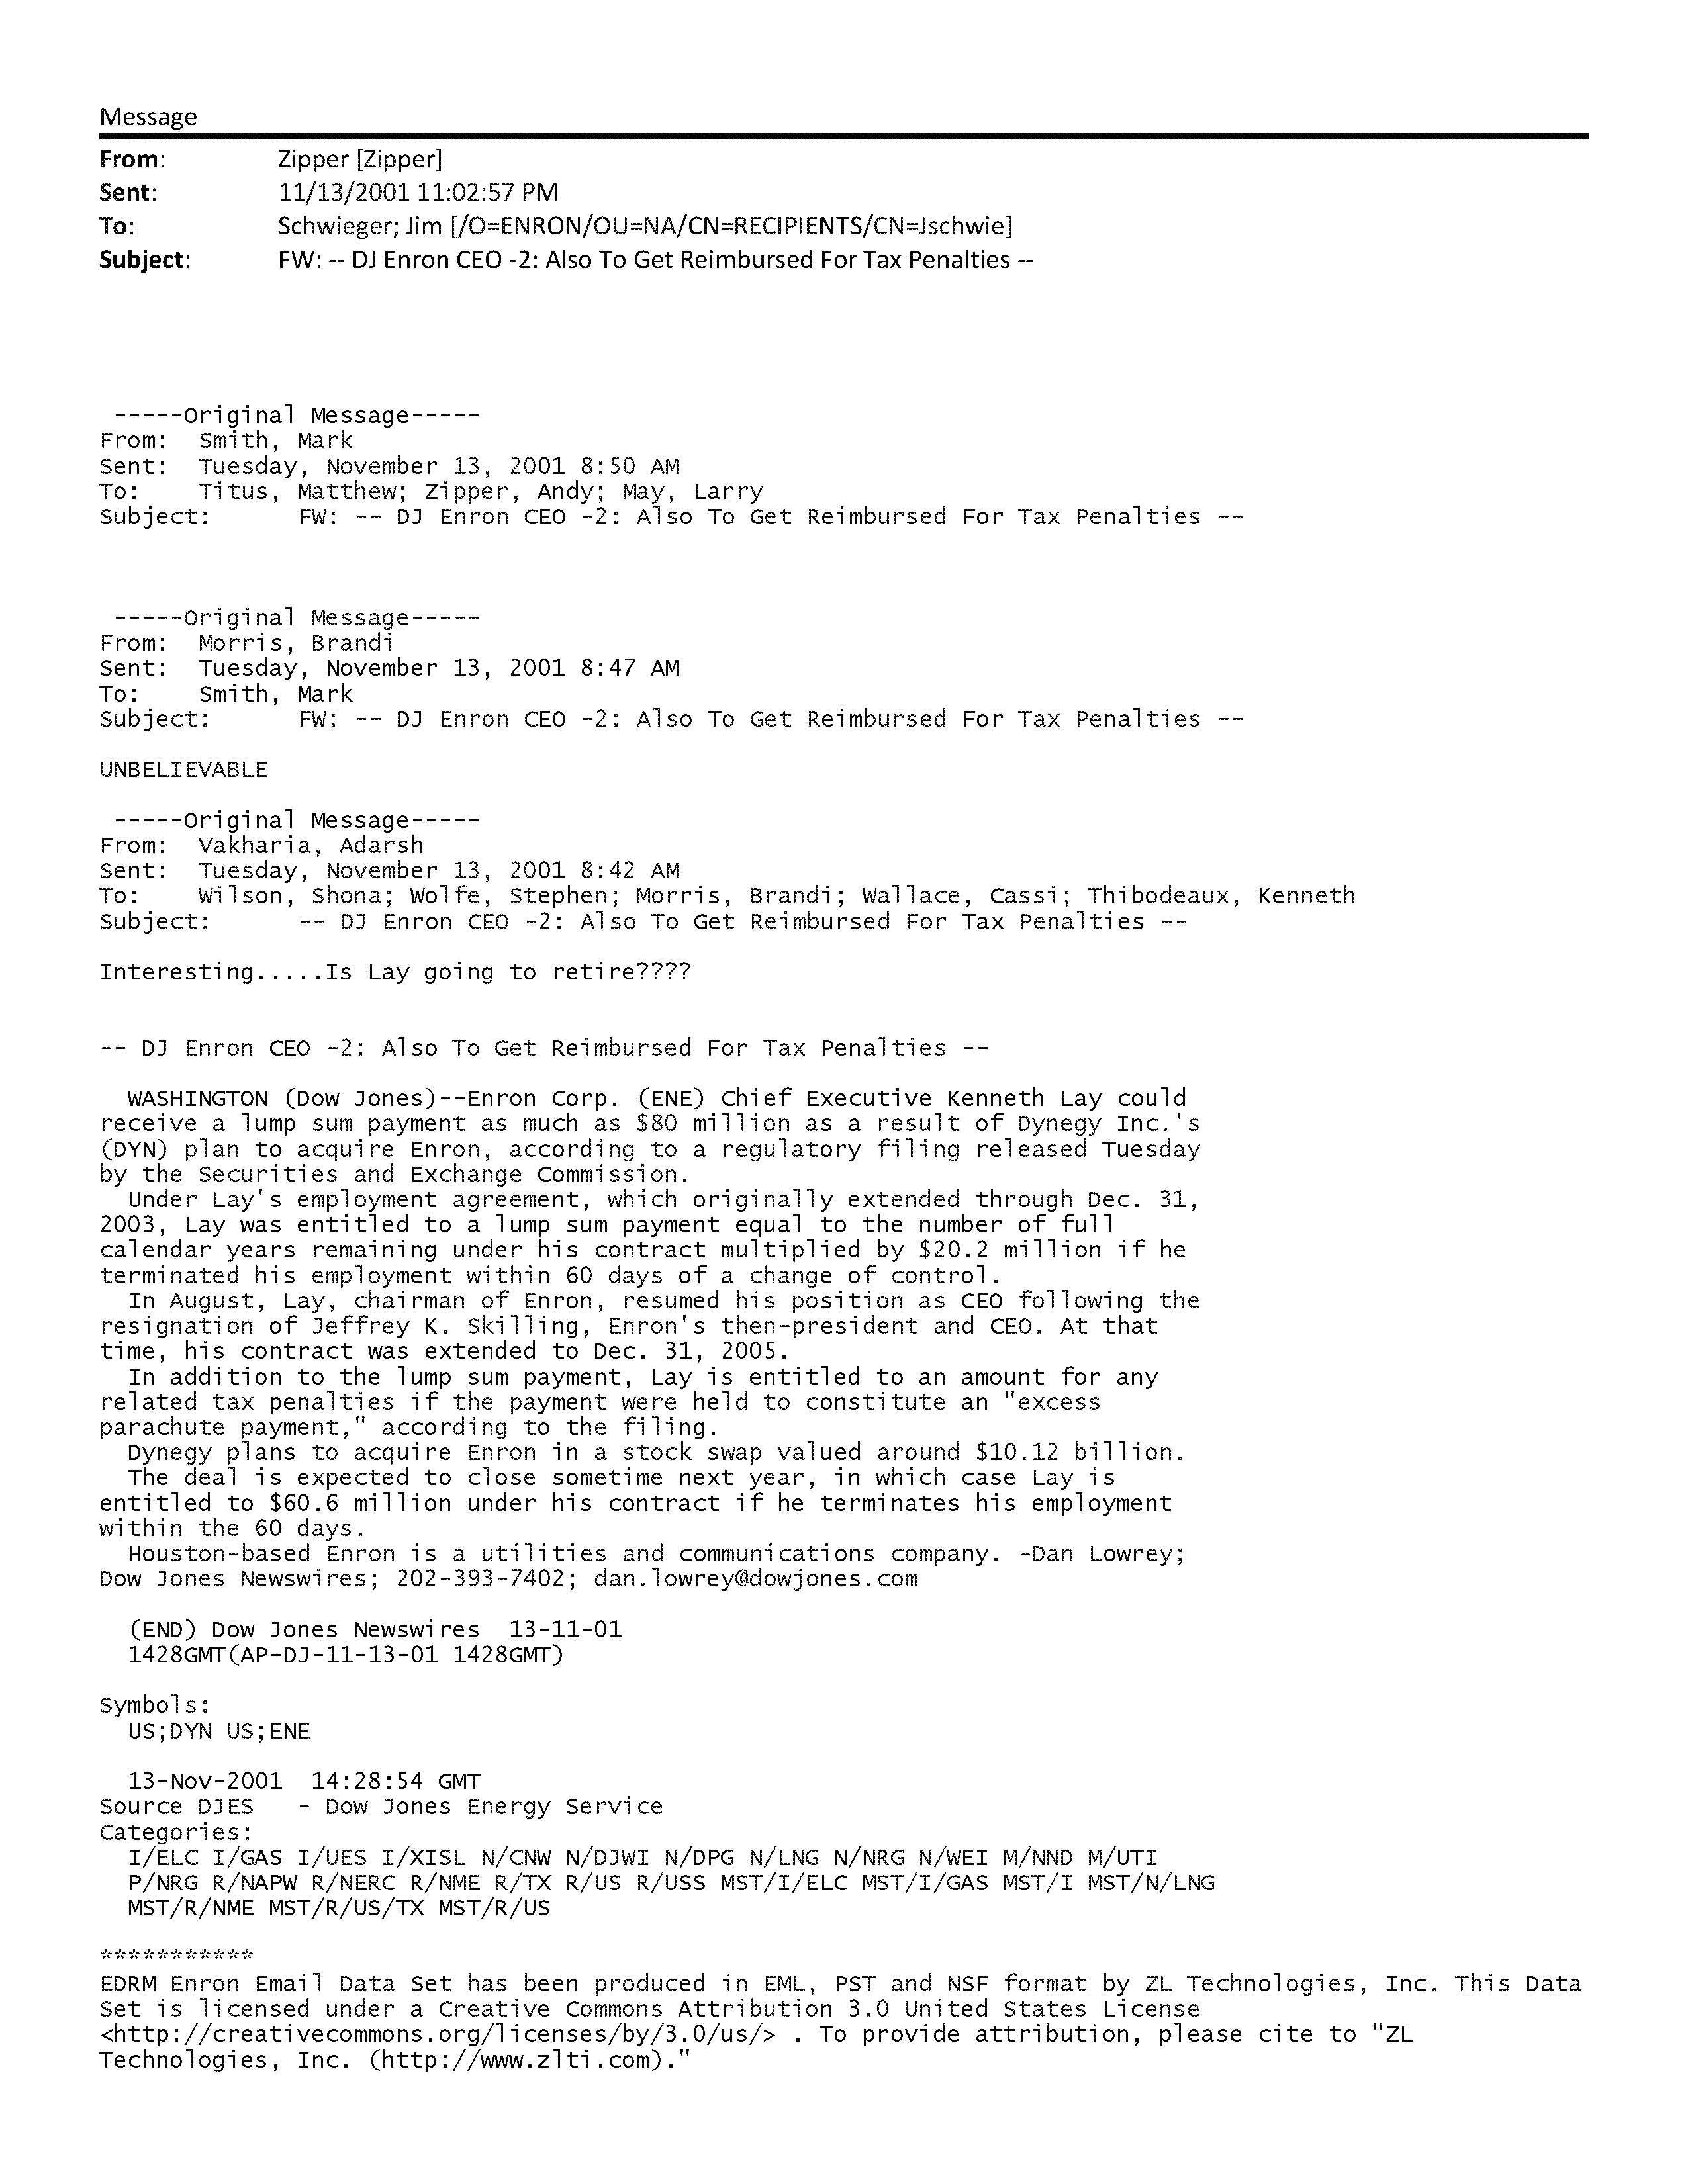 Message
From: Zipper [Zipper]
Sent: 11/13/2001 11:02:57 PM
To: Schwieger; Jim [/O=ENRON/OU=NA/CN=RECIPIENTS/CN=Jschwie]
Subject: FW: -- DJ Enron CEO -2: Also To Get Reimbursed For Tax Penalties --
-----Original Message-----
From: Smith, Mark
Sent: Tuesday, November 13, 2001 8:50 AM
To: Titus, Matthew; Zipper, Andy; May, Larry
Subject: FW: -- DJ Enron CEO -2: Also To Get Reimbursed For Tax Penalties --
-----Original Message-----
From: Morris, Brandi
Sent: Tuesday, November 13, 2001 8:47 AM
To: Smith, Mark
Subject: FW: -- DJ Enron CEO -2: Also To Get Reimbursed For Tax Penalties --
UNBELIEVABLE
-----Original Message-----
From: Vakharia, Adarsh
Sent: Tuesday, November 13, 2001 8:42 AM
To: Wilson, Shona; Wolfe, Stephen; Morris, Brandi; Wallace, Cassi; Thibodeaux, Kenneth
Subject: -- DJ Enron CEO -2: Also To Get Reimbursed For Tax Penalties --
Interesting.....Is Lay going to retire????
-- DJ Enron CEO -2: Also To Get Reimbursed For Tax Penalties --
WASHINGTON (Dow Jones)--Enron Corp. (ENE) Chief Executive Kenneth Lay could
receive a lump sum payment as much as $80 million as a result of Dynegy Inc.'s
(DYN) plan to acquire Enron, according to a regulatory filing released Tuesday
by the Securities and Exchange Commission.
Under Lay's employment agreement, which originally extended through Dec. 31,
2003, Lay was entitled to a lump sum payment equal to the number of full
calendar years remaining under his contract multiplied by $20.2 million if he
terminated his employment within 60 days of a change of control.
In August, Lay, chairman of Enron, resumed his position as CEO following the
resignation of Jeffrey K. Skilling, Enron's then-president and CEO. At that
time, his contract was extended to Dec. 31, 2005.
In addition to the lump sum payment, Lay is entitled to an amount for any
related tax penalties if the payment were held to constitute an "excess
parachute payment," according to the filing.
Dynegy plans to acquire Enron in a stock swap valued around $10.12 billion.
The deal is expected to close sometime next year, in which case Lay is
entitled to $60.6 million under his contract if he terminates his employment
within the 60 days.
Houston-based Enron is a utilities and communications company. -Dan Lowrey;
Dow Jones Newswires; 202-393-7402; dan.lowrey@dowjones.com
(END) Dow Jones Newswires 13-11-01
1428GMT(AP-DJ-11-13-01 1428GMT)
Symbols:
US;DYN US;ENE
13-Nov-2001 14:28:54 GMT
Source DJES - Dow Jones Energy Service
Categories:
I/ELC I/GAS I/UES I/XISL N/CNW N/DJWI N/DPG N/LNG N/NRG N/WEI M/NND M/UTI
P/NRG R/NAPW R/NERC R/NME R/TX R/US R/USS MST/I/ELC MST/I/GAS MST/I MST/N/LNG
MST/R/NME MST/R/US/TX MST/R/US
***********
EDRM Enron Email Data Set has been produced in EML, PST and NSF format by ZL Technologies, Inc. This Data
Set is licensed under a Creative Commons Attribution 3.0 United States License
<http://creativecommons.org/licenses/by/3.0/us/> . To provide attribution, please cite to "ZL
Technologies, Inc. (http://www.zlti.com)."